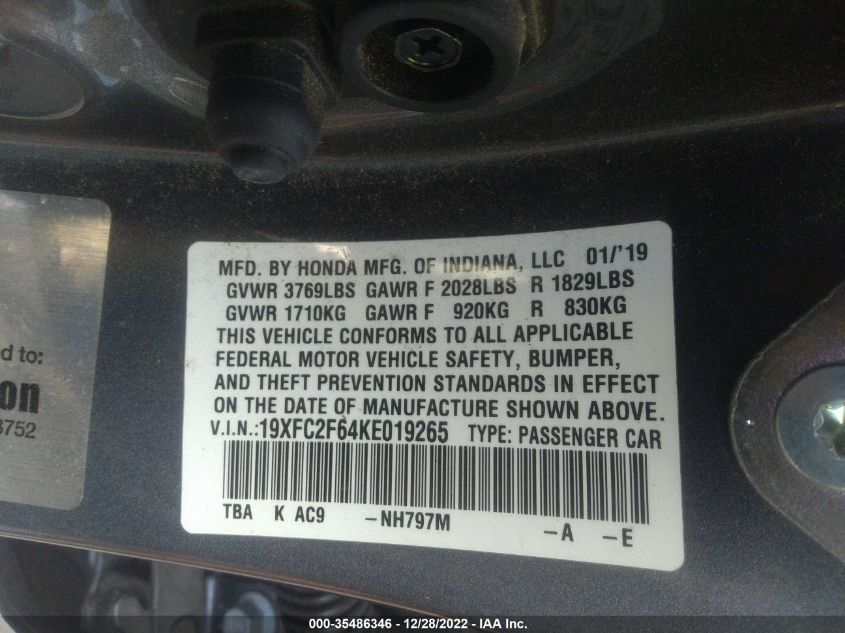 MFD. BY HONDA MFG. OF INDIANA, LLC 01/'19
GVWR 3769LBS GAWR F 2028LBS R 1829LBS
GVWR 1710KG GAWR F 920KG R 830KG
THIS VEHICLE CONFORMS TO ALL APPLICABLE
FEDERAL MOTOR VEHICLE SAFETY, BUMPER,
AND THEFT PREVENTION STANDARDS IN EFFECT
ON THE DATE OF MANUFACTURE SHOWN ABOVE.
V.I.N.:19XFC2F64KE019265 TYPE: PASSENGER CAR
TBA K AC9 -NH797M -A -E
d to:
on
3752
000-35486346 - 12/28/2022 - IAA Inc.